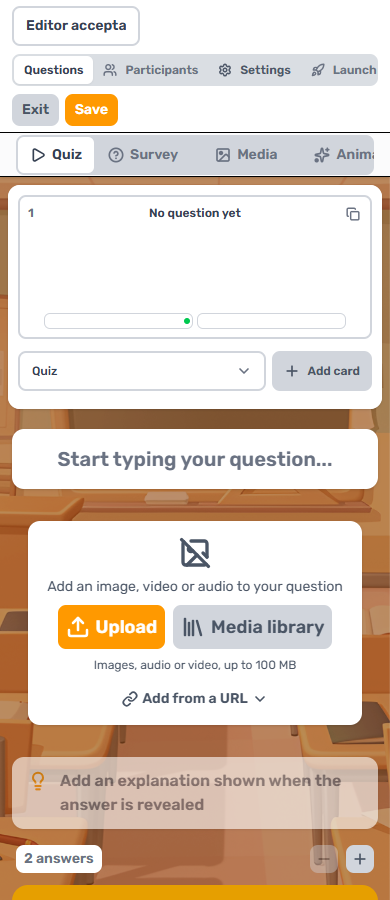 Editor accepta
Questions
Participants
Settings
Launch
Exit
Save
Quiz
Survey
Media
Anima
1
No question yet
Quiz
Add card
Start typing your question...
Add an image, video or audio to your question
Upload
Media library
Images, audio or video, up to 100 MB
Add from a URL
Add an explanation shown when the
answer is revealed
2 answers